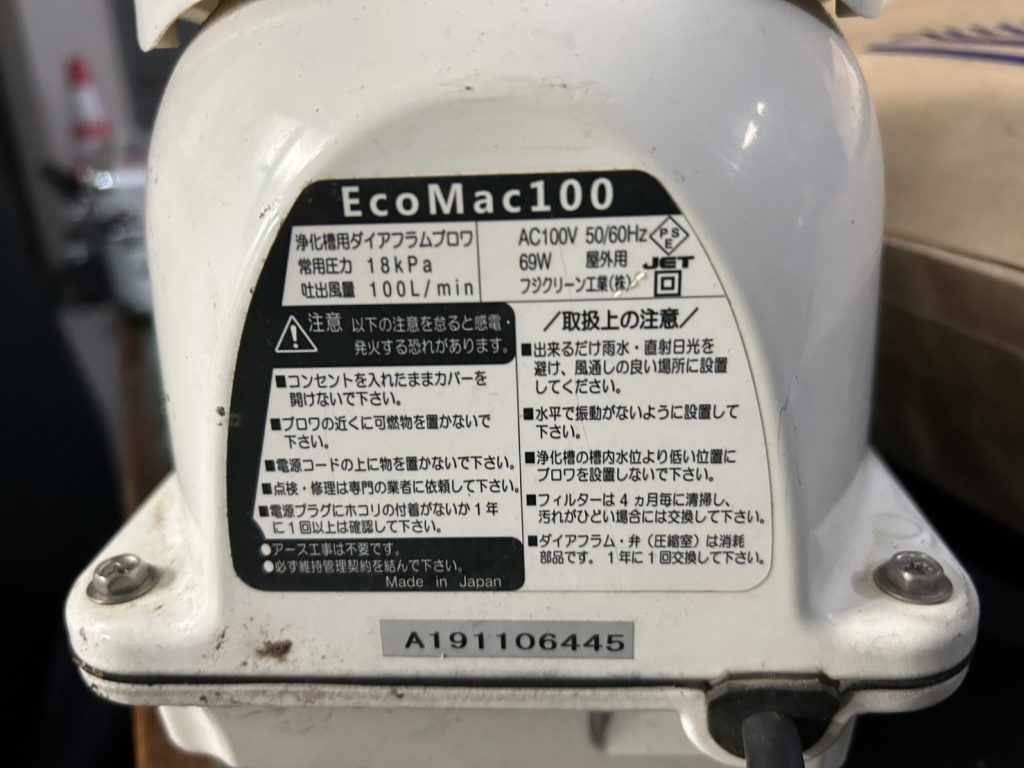 EcoMac100
浄化槽用ダイアフラムブロワ
常用圧力 18kPa
吐出風量 100L/min
AC100V 50/60Hz
69W 屋外用
フジクリーン工業(株)
PSE
JET
注意 以下の注意を怠ると感電・
発火する恐れがあります。
■コンセントを入れたままカバーを
開けないで下さい。
■ブロワの近くに可燃物を置かないで
下さい。
■電源コードの上に物を置かないで下さい。
■点検・修理は専門の業者に依頼して下さい。
■電源プラグにホコリの付着がないか1年
に1回以上は確認して下さい。
●アース工事は不要です。
●必ず維持管理契約を結んで下さい。
Made in Japan
/取扱上の注意/
■出来るだけ雨水・直射日光を
避け、風通しの良い場所に設置
してください。
■水平で振動がないように設置して
下さい。
■浄化槽の槽内水位より低い位置に
ブロワを設置しないで下さい。
■フィルターは4ヵ月毎に清掃し、
汚れがひどい場合には交換して下さい。
■ダイアフラム・弁（圧縮室）は消耗
部品です。1年に1回交換して下さい。
A191106445